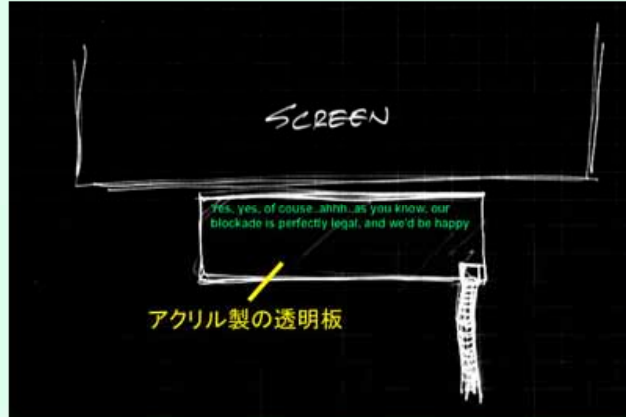 SCREEN
Yes, yes, of couse..ahhh..as you know, our
blockade is perfectly legal, and we'd be happy
アクリル製の透明板